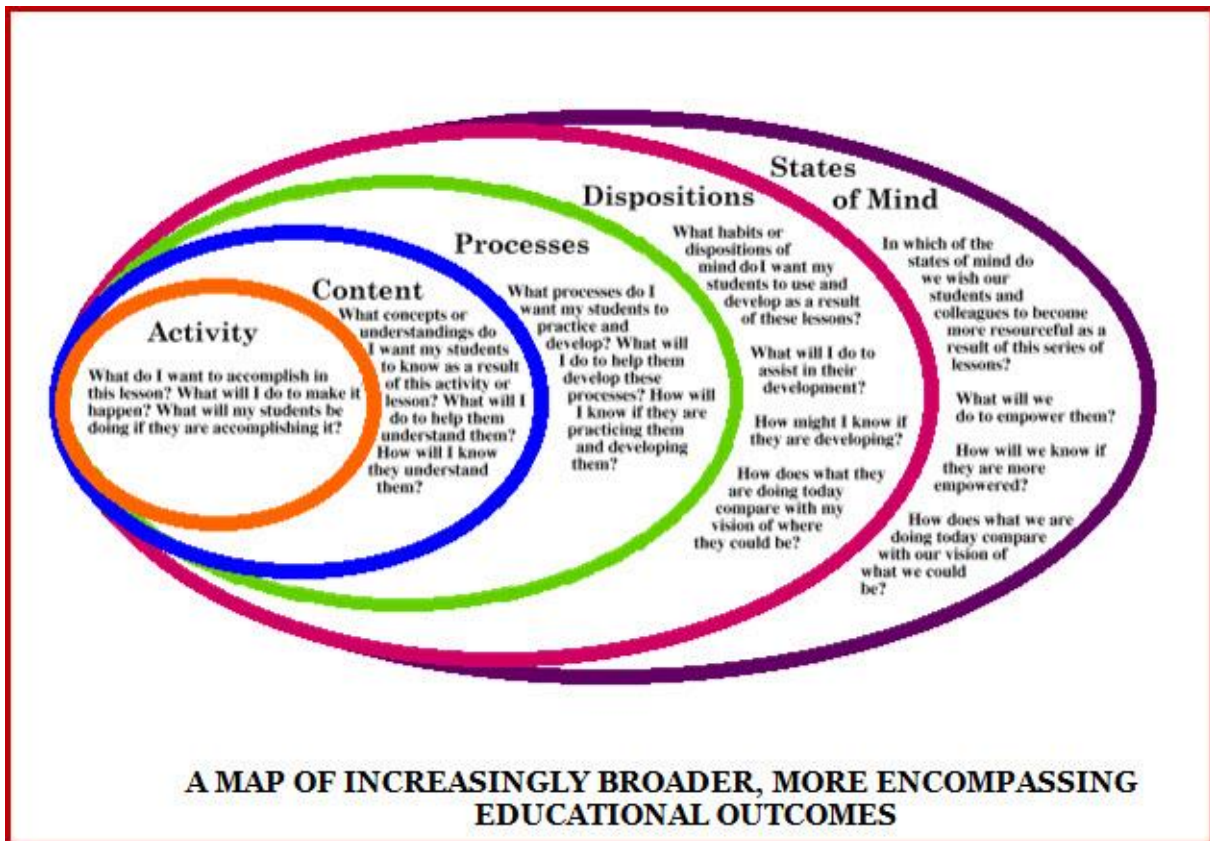 Activity
What do I want to accomplish in
this lesson? What will I do to make it
happen? What will my students be
doing if they are accomplishing it?
Content
What concepts or
understandings do
I want my students
to know as a result
of this activity or
lesson? What will I
do to help them
understand them?
How will I know
they understand
them?
Processes
What processes do I
want my students to
practice and
develop? What will
I do to help them
develop these
processes? How will
I know if they are
practicing them
and developing
them?
Dispositions
What habits or
dispositions of
mind do I want my
students to use and
develop as a result
of these lessons?
What will I do to
assist in their
development?
How might I know if
they are developing?
How does what they
are doing today
compare with my
vision of where
they could be?
States
of Mind
In which of the
states of mind do
we wish our
students and
colleagues to become
more resourceful as a
result of this series of
lessons?
What will we
do to empower them?
How will we know if
they are more
empowered?
How does what we are
doing today compare
with our vision of
what we could
be?
A MAP OF INCREASINGLY BROADER, MORE ENCOMPASSING
EDUCATIONAL OUTCOMES